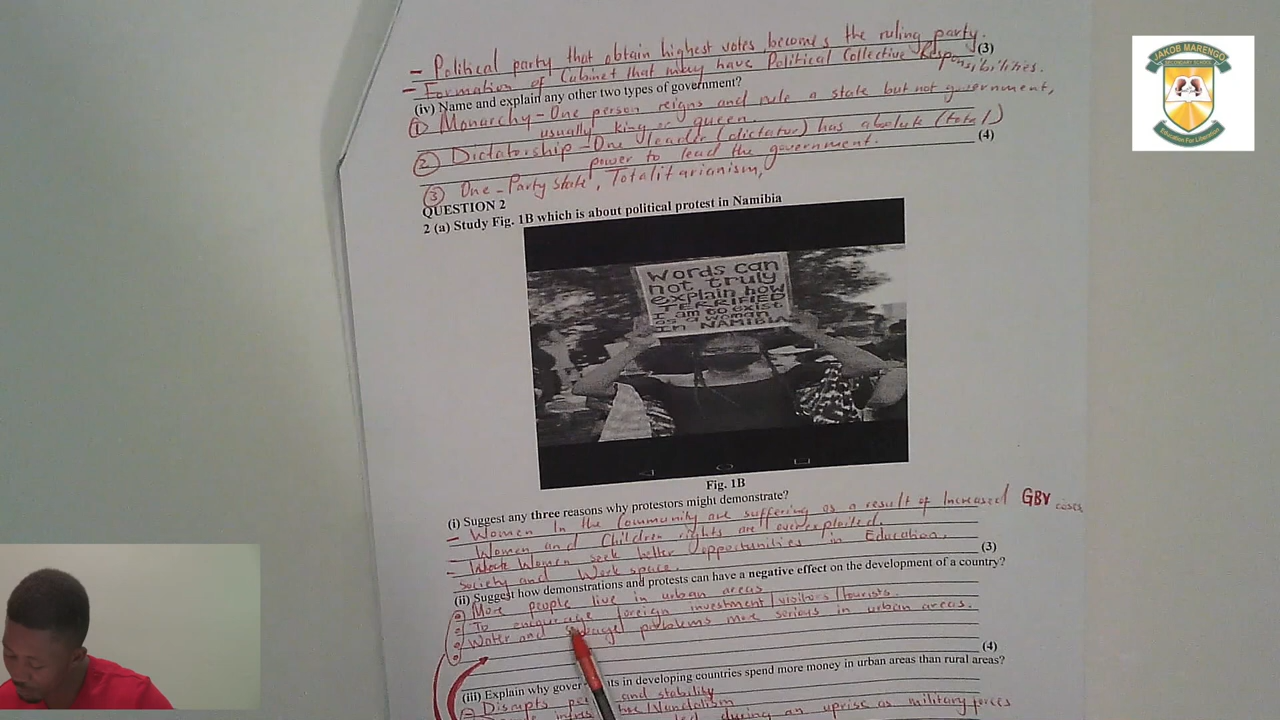 - Political party that obtain highest votes becomes the ruling party.
(3)
- Formation of Cabinet that may have Political Collective Responsibilities.
(iv) Name and explain any other two types of government?
① Monarchy - One person reigns and rule a state but not government,
usually king or queen.
② Dictatorship - One leader (dictator) has absolute (total)
(4)
power to lead the government.
③ One-Party state, Totalitarianism,
QUESTION 2
2 (a) Study Fig. 1B which is about political protest in Namibia
Words can
not truly
explain how
TERRIFIED
I am to exist
as a woman
In NAMIBIA
Fig. 1B
(i) Suggest any three reasons why protestors might demonstrate?
- Women In the Community are suffering as a result of Increased GBV cases
Women and Children rights are overexploited.
- Women seek better opportunities in Education,
(3)
society and Work space.
(ii) Suggest how demonstrations and protests can have a negative effect on the development of a country?
More people live in urban areas
To encourage foreign investment/visitors/tourists.
Water and sewage problems more serious in urban areas.
(4)
(iii) Explain why governments in developing countries spend more money in urban areas than rural areas?
Disrupts and stability
Vandalism
during an uprise as military forces
JAKOB MARENGO
SECONDARY SCHOOL
Education For Liberation